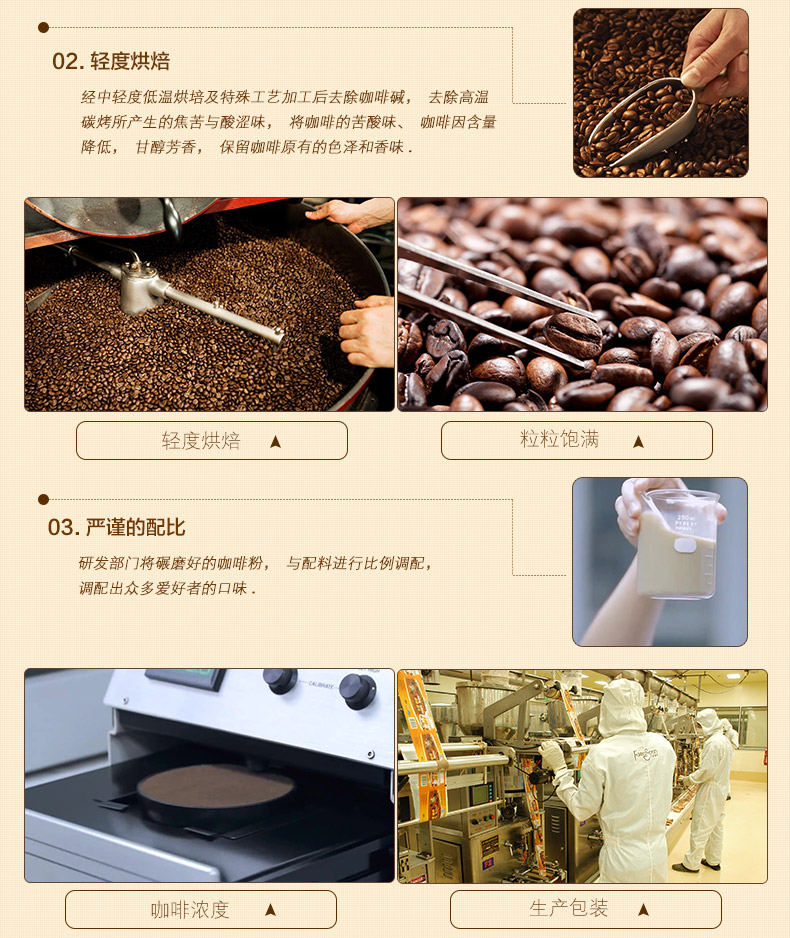 02. 轻度烘焙
经中轻度低温烘培及特殊工艺加工后去除咖啡碱， 去除高温
碳烤所产生的焦苦与酸涩味， 将咖啡的苦酸味、 咖啡因含量
降低， 甘醇芳香， 保留咖啡原有的色泽和香味 .
轻度烘焙
粒粒饱满
03. 严谨的配比
研发部门将碾磨好的咖啡粉， 与配料进行比例调配，
调配出众多爱好者的口味 .
CALIBRATE
咖啡浓度
生产包装